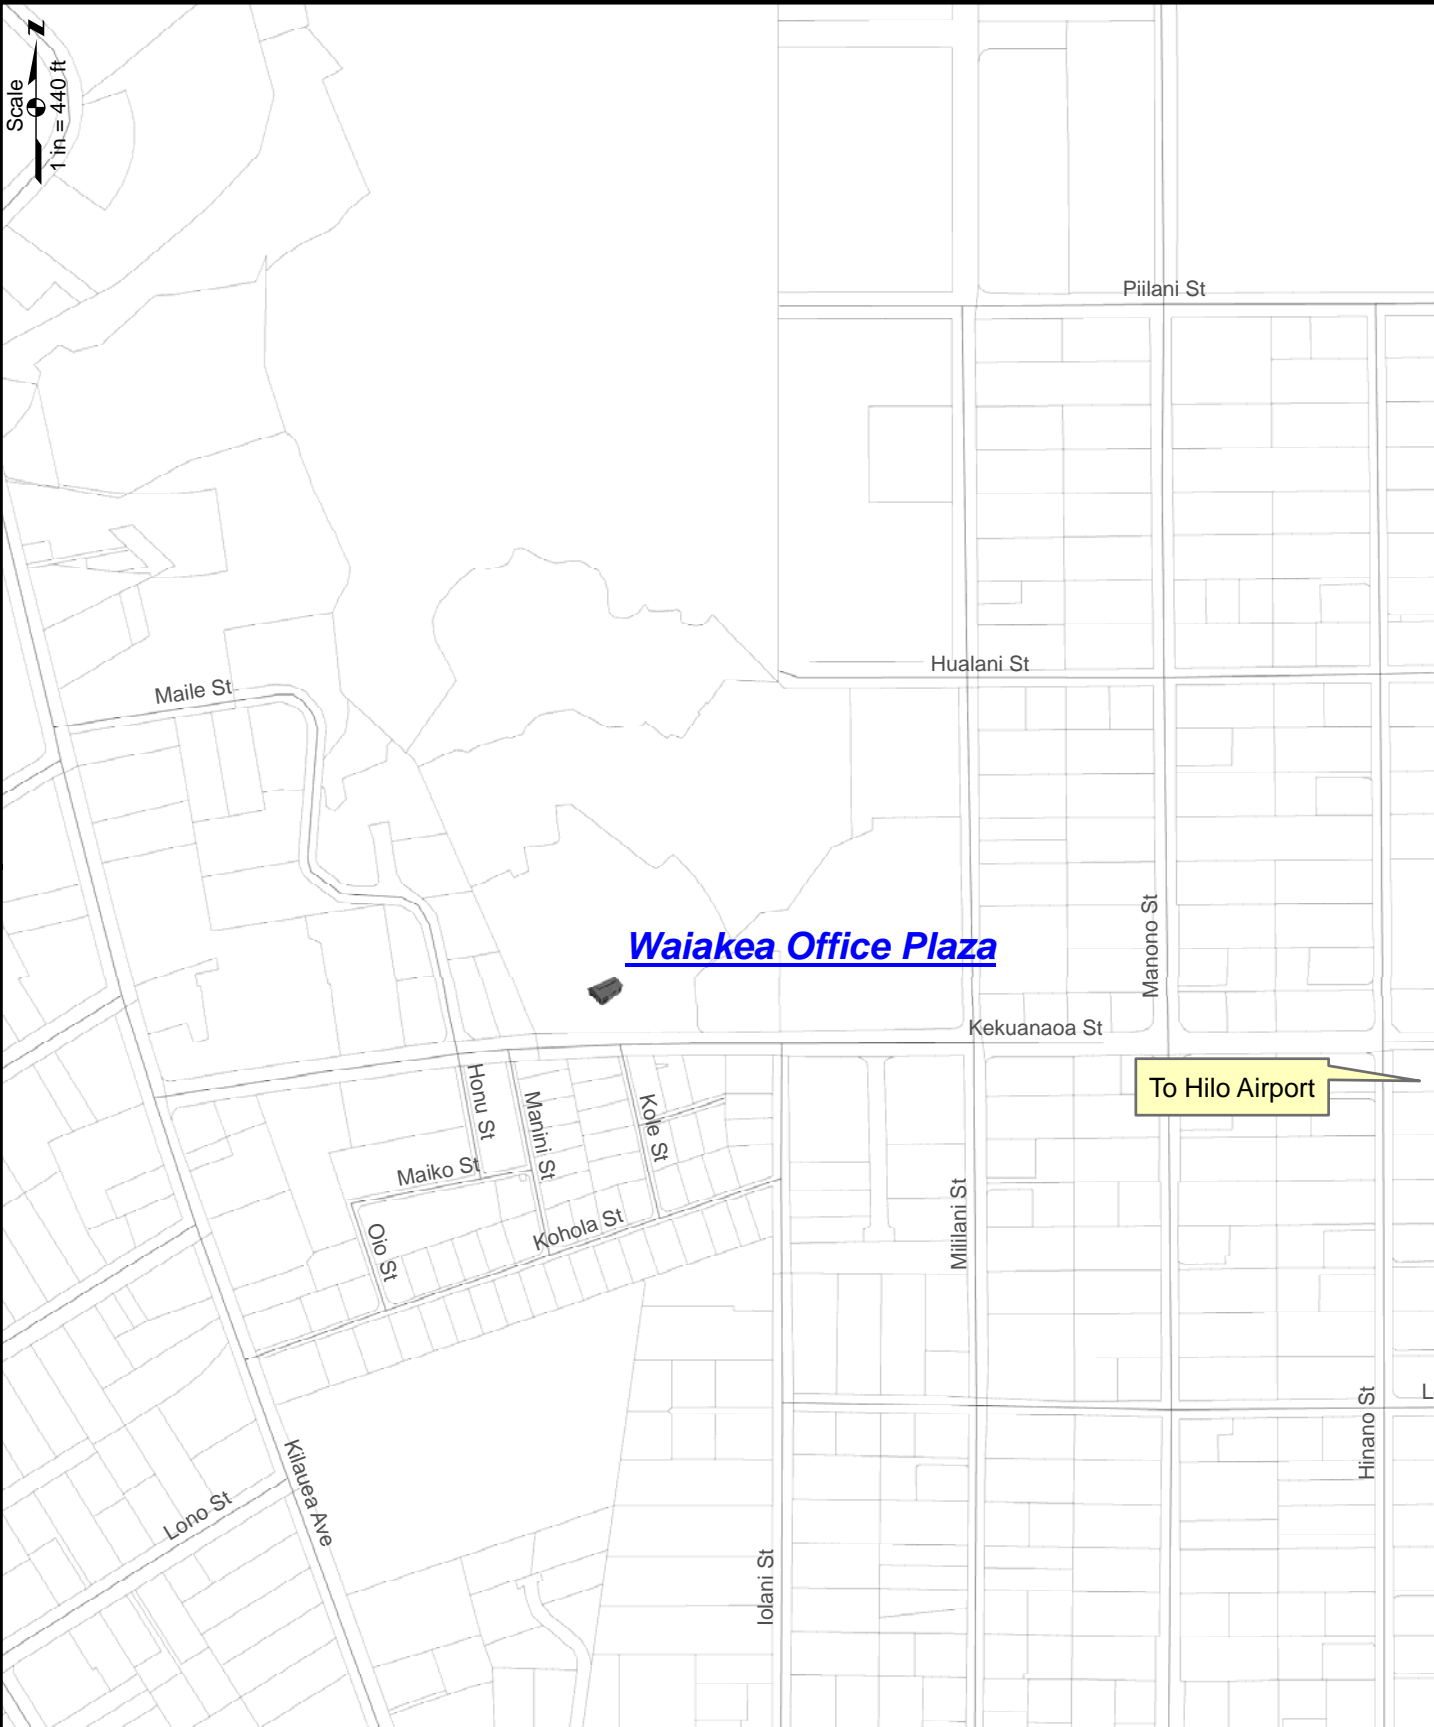 Scale
N
1 in = 440 ft
Piilani St
Hualani St
Maile St
Manono St
Waiakea Office Plaza
Kekuanaoa St
To Hilo Airport
Honu St
Manini St
Kole St
Maiko St
Mililani St
Oio St
Kohola St
L
Hinano St
Kilauea Ave
Lono St
Iolani St